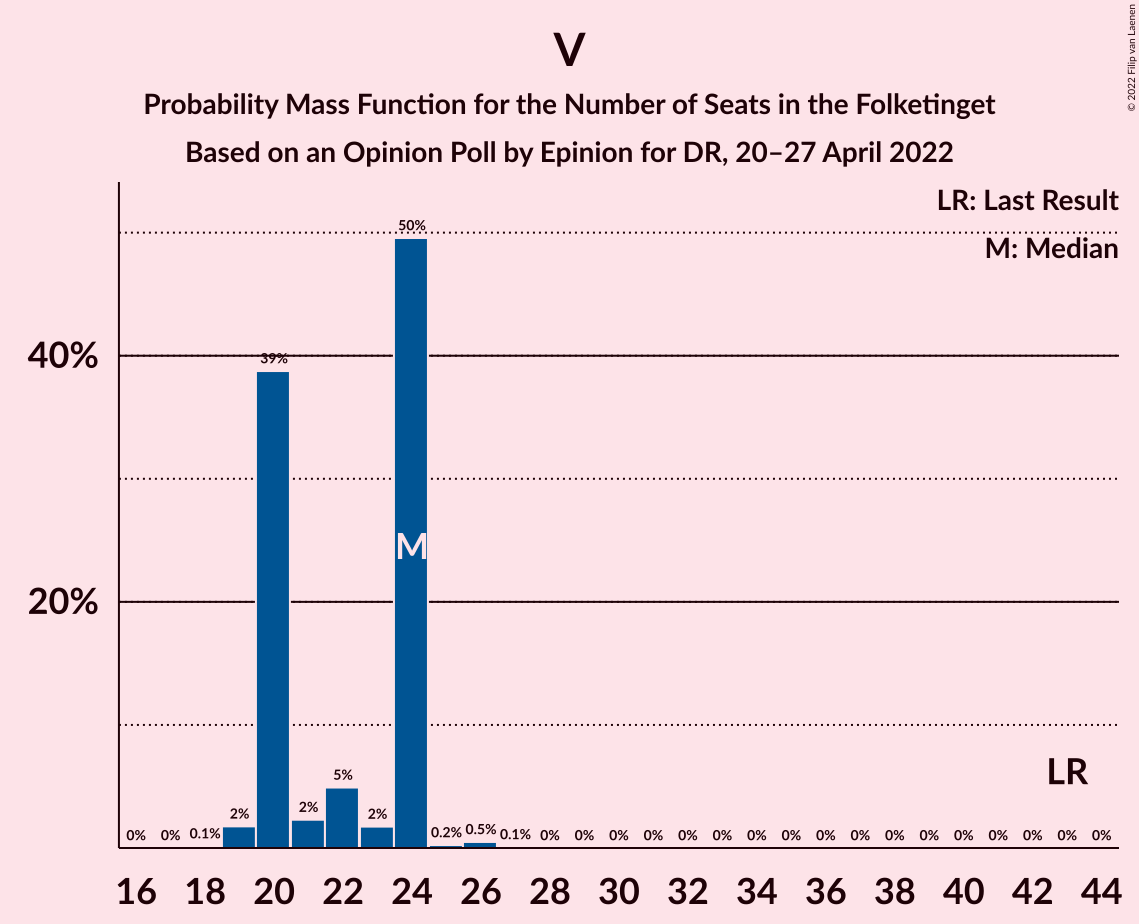 V
Probability Mass Function for the Number of Seats in the Folketinget
Based on an Opinion Poll by Epinion for DR, 20–27 April 2022
© 2022 Filip van Laenen
LR: Last Result
M: Median
50%
40%
39%
M
20%
LR
5%
2%
2%
2%
0% 0% 0.1% 0.2% 0.5% 0.1% 0% 0% 0% 0% 0% 0% 0% 0% 0% 0% 0% 0% 0% 0% 0% 0% 0%
16 18 20 22 24 26 28 30 32 34 36 38 40 42 44